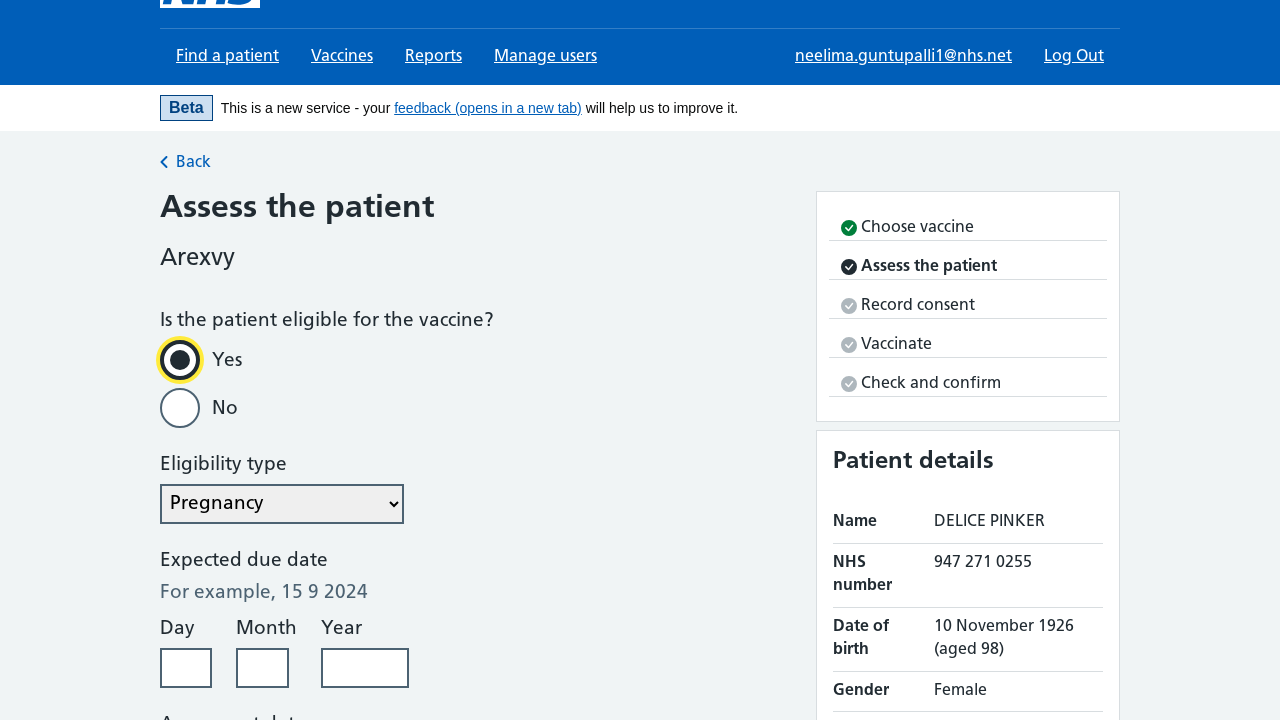 NHS
Find a patient Vaccines Reports Manage users neelima.guntupalli1@nhs.net Log Out
Beta This is a new service - your feedback (opens in a new tab) will help us to improve it.
Back
Assess the patient
Arexvy
Is the patient eligible for the vaccine?
Yes
No
Eligibility type
Pregnancy
Expected due date
For example, 15 9 2024
Day Month Year
Choose vaccine
Assess the patient
Record consent
Vaccinate
Check and confirm
Patient details
Name DELICE PINKER
NHS number 947 271 0255
Date of birth 10 November 1926 (aged 98)
Gender Female